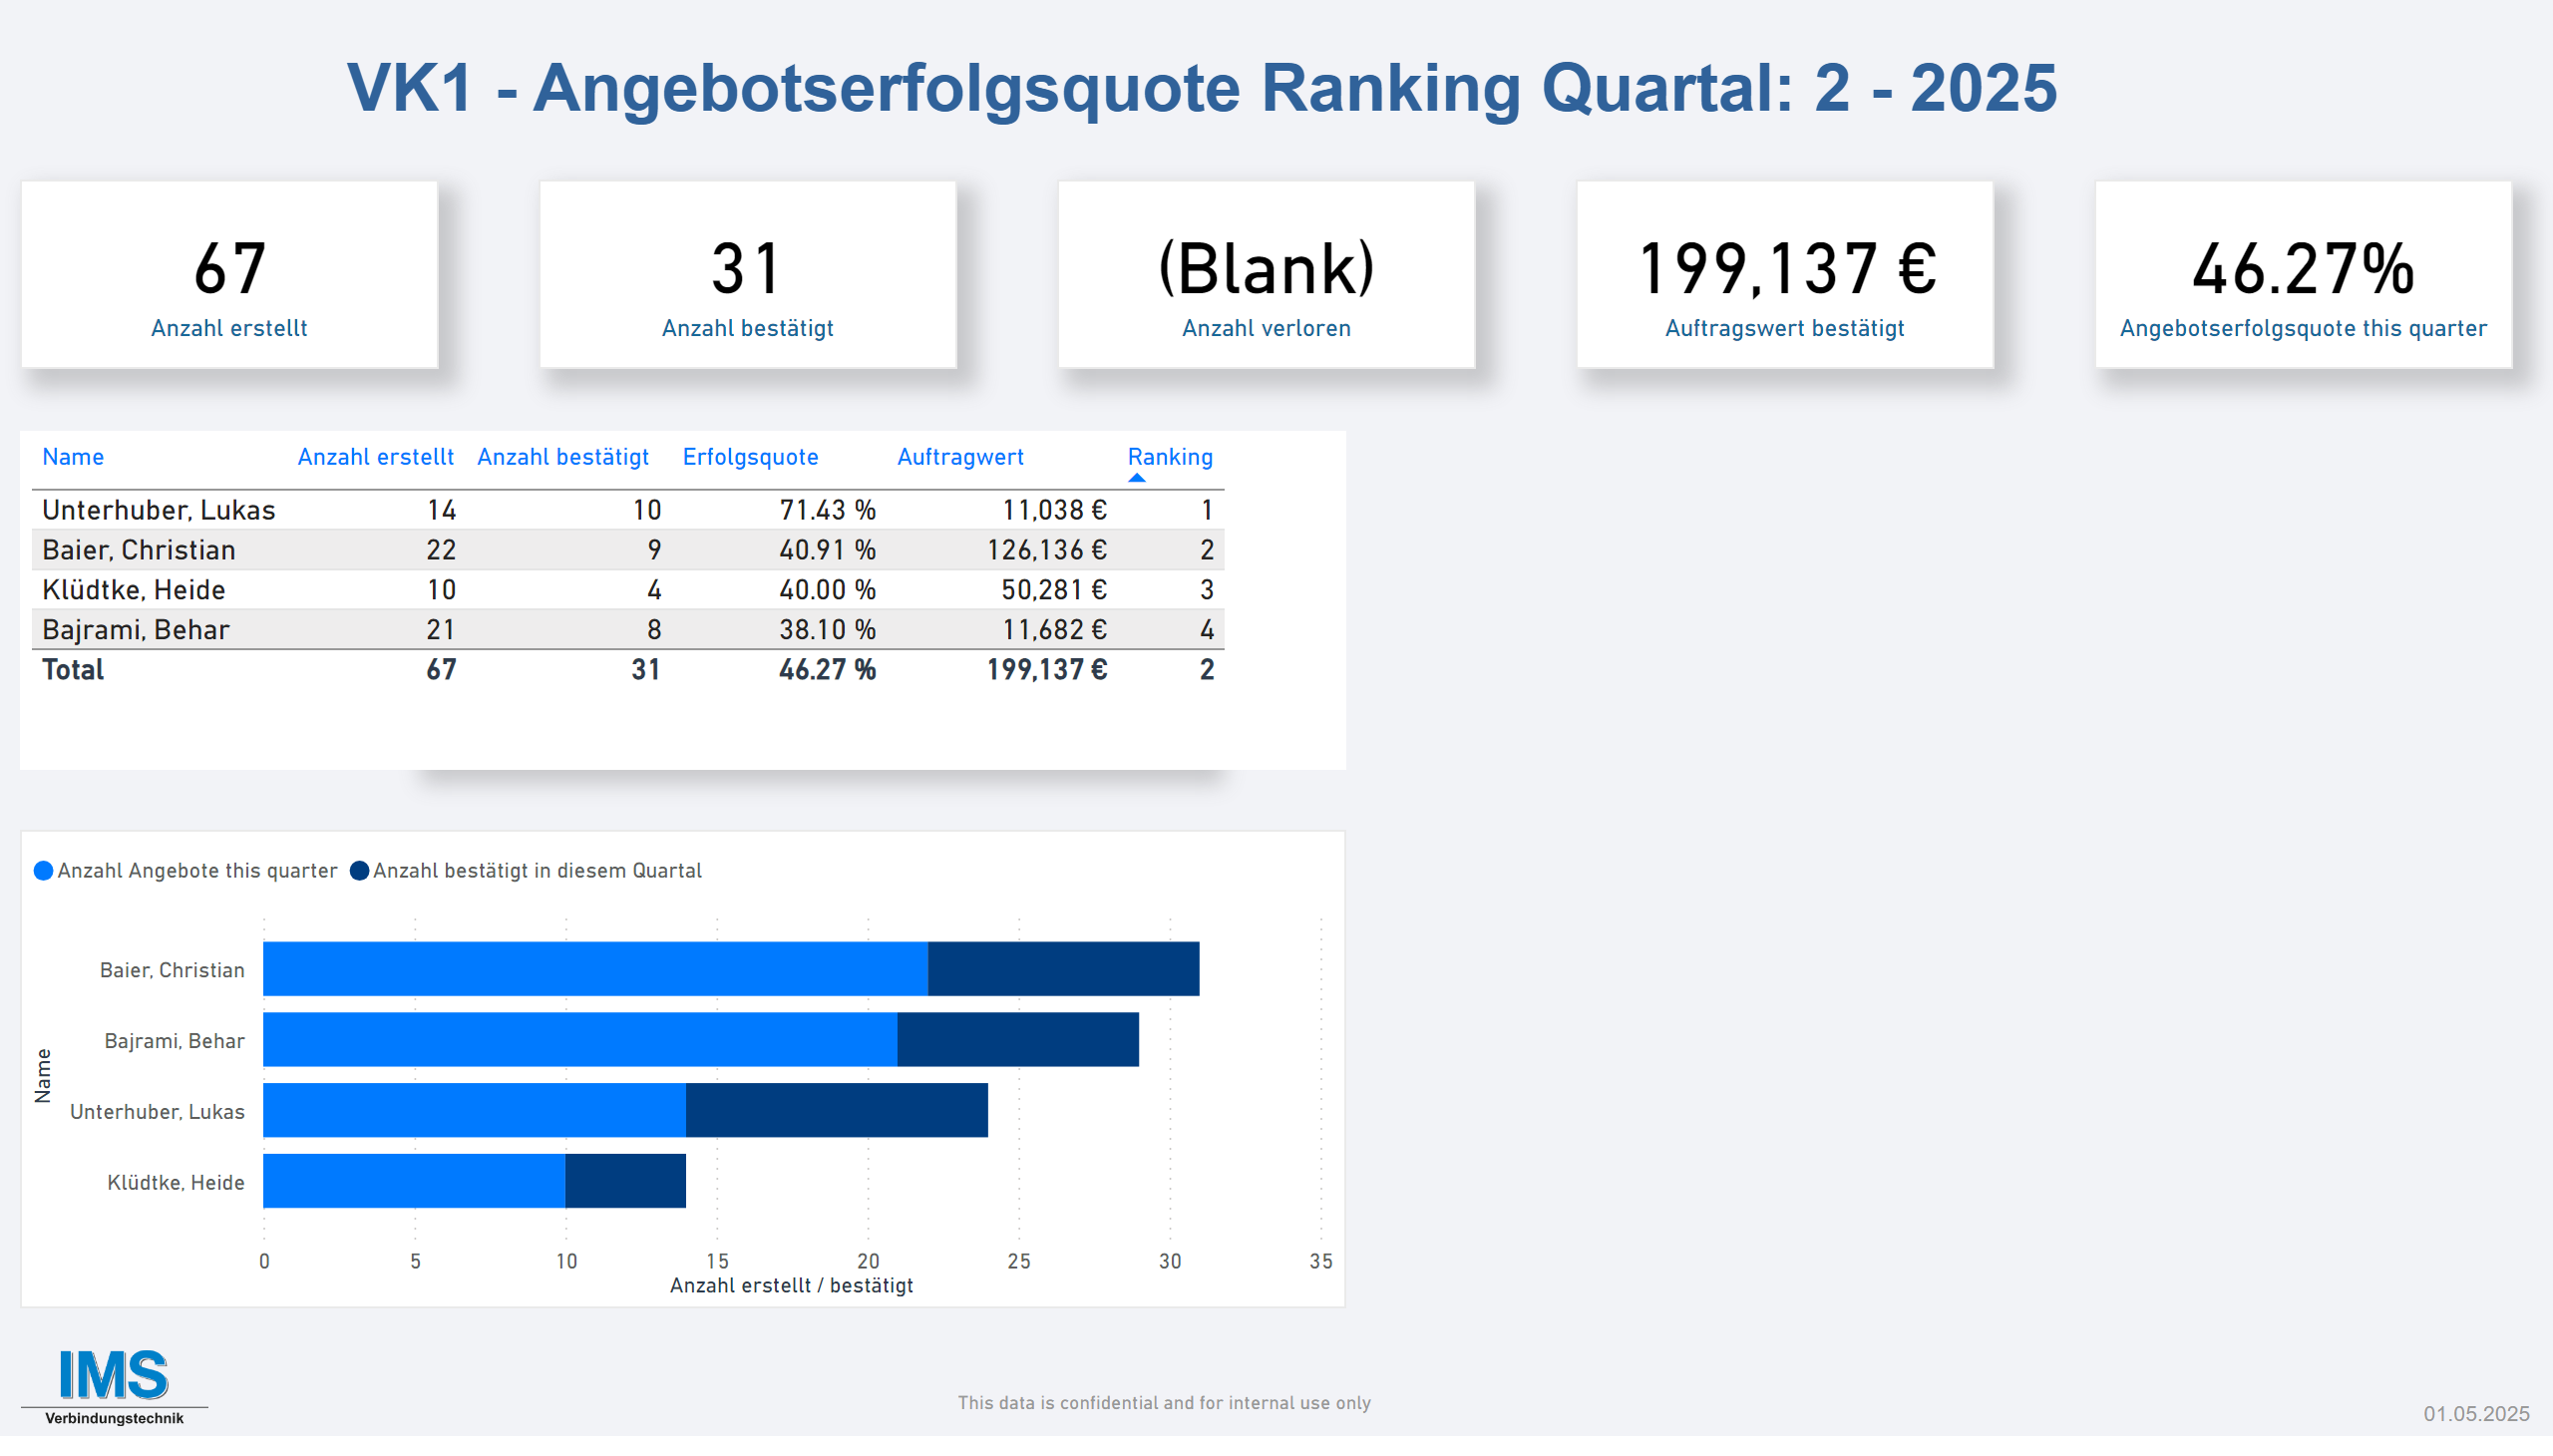 VK1 - Angebotserfolgsquote Ranking Quartal: 2 - 2025
67
Anzahl erstellt
31
Anzahl bestätigt
(Blank)
Anzahl verloren
199,137 €
Auftragswert bestätigt
46.27%
Angebotserfolgsquote this quarter
Name Anzahl erstellt Anzahl bestätigt Erfolgsquote Auftragwert Ranking
Unterhuber, Lukas 14 10 71.43 % 11,038 € 1
Baier, Christian 22 9 40.91 % 126,136 € 2
Klüdtke, Heide 10 4 40.00 % 50,281 € 3
Bajrami, Behar 21 8 38.10 % 11,682 € 4
Total 67 31 46.27 % 199,137 € 2
Anzahl Angebote this quarter Anzahl bestätigt in diesem Quartal
Name
Baier, Christian
Bajrami, Behar
Unterhuber, Lukas
Klüdtke, Heide
0 5 10 15 20 25 30 35
Anzahl erstellt / bestätigt
IMS
Verbindungstechnik
This data is confidential and for internal use only
01.05.2025